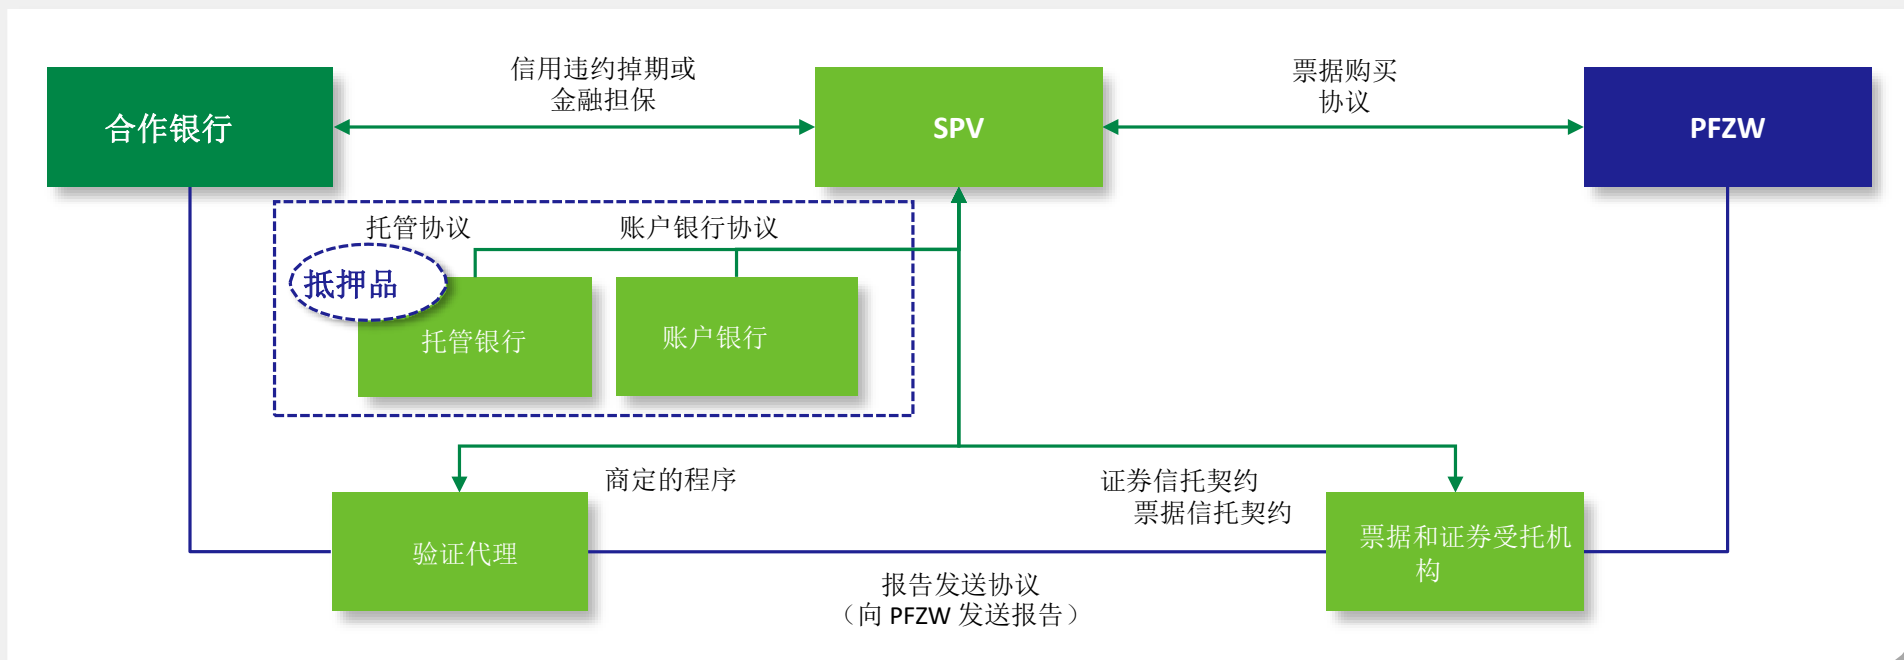 信用违约掉期或
金融担保
票据购买
协议
合作银行
SPV
PFZW
托管协议
账户银行协议
抵押品
托管银行
账户银行
商定的程序
证券信托契约
票据信托契约
验证代理
票据和证券受托机
构
报告发送协议
（向 PFZW 发送报告）